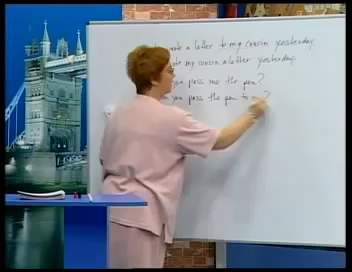 a letter to my cousin yesterday.
my cousin a letter yesterday.
you pass me the pen?
you pass the pen to